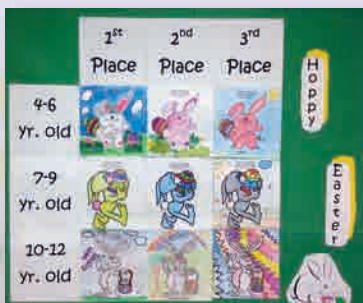 1st
Place
2nd
Place
3rd
Place
4-6
yr. old
7-9
yr. old
10-12
yr. old
Hoppy
Easter